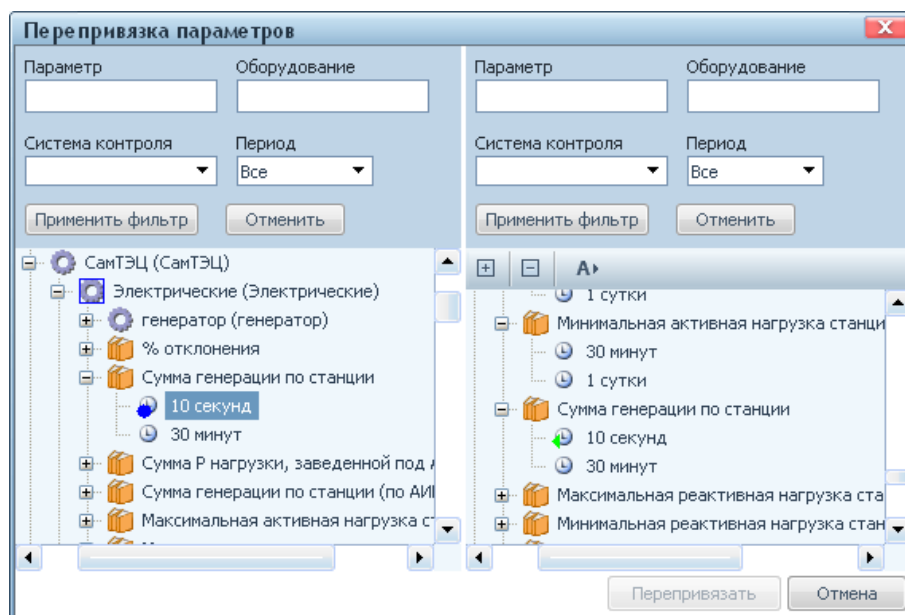 Перепривязка параметров
Параметр Оборудование
Система контроля Период
Все
Применить фильтр Отменить
СамТЭЦ (СамТЭЦ)
Электрические (Электрические)
генератор (генератор)
% отклонения
Сумма генерации по станции
10 секунд
30 минут
Сумма Р нагрузки, заведенной под
Сумма генерации по станции (по АИ
Максимальная активная нагрузка ст
Параметр Оборудование
Система контроля Период
Все
Применить фильтр Отменить
A
1 сутки
Минимальная активная нагрузка станци
30 минут
1 сутки
Сумма генерации по станции
10 секунд
30 минут
Максимальная реактивная нагрузка ста
Минимальная реактивная нагрузка стан
Перепривязать Отмена